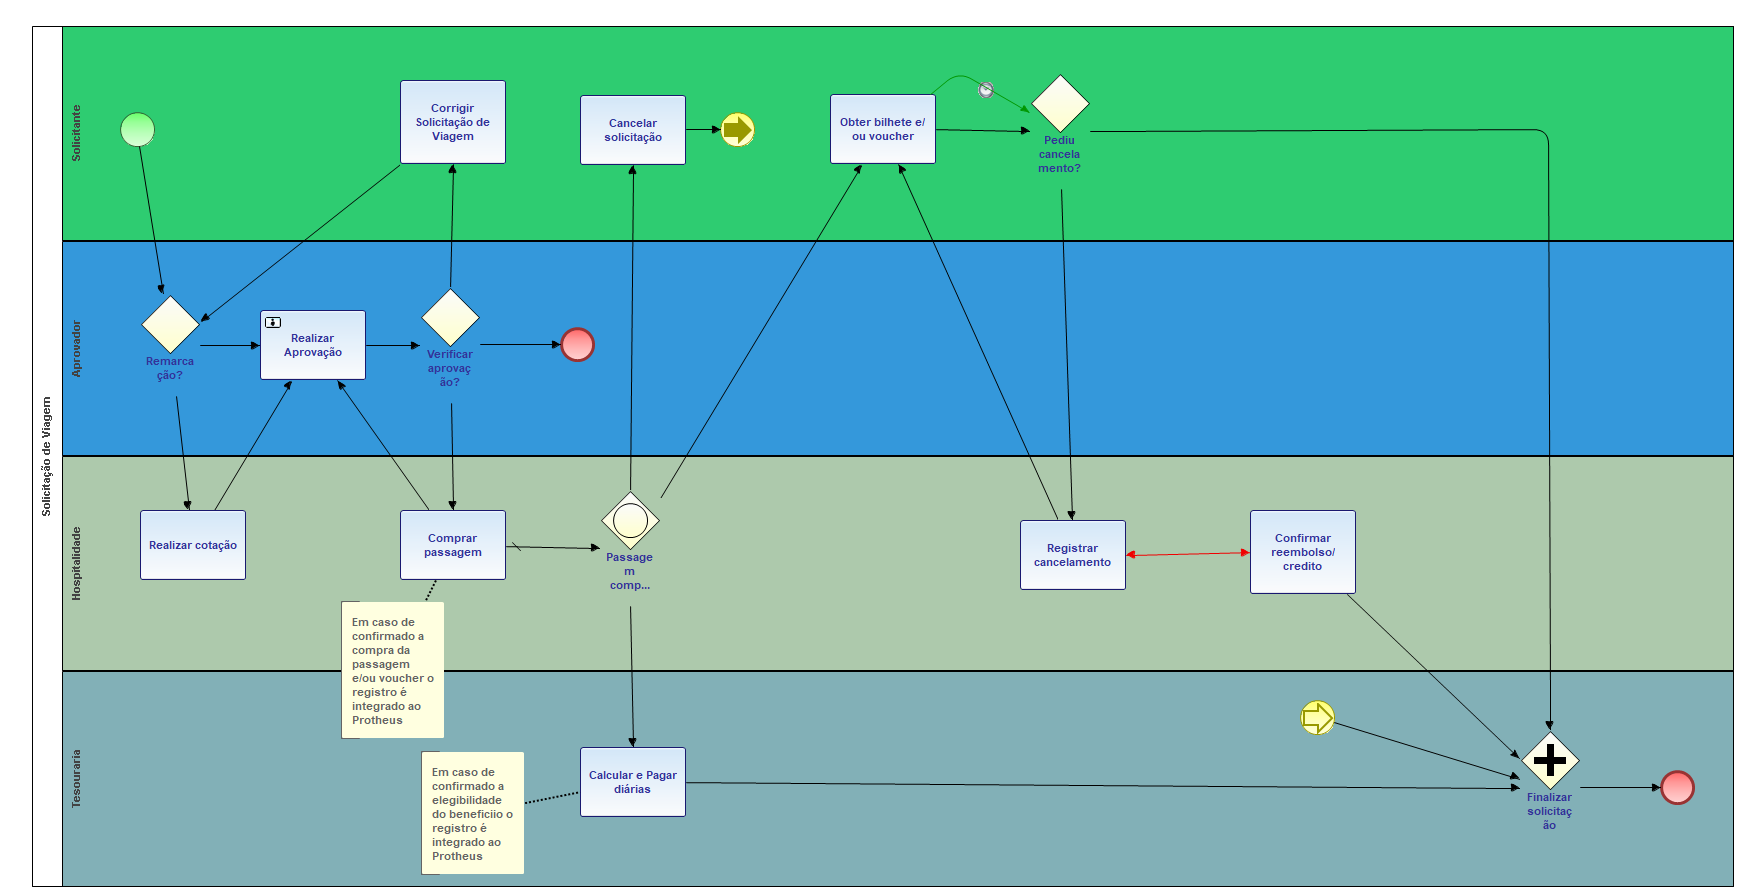 Solicitação de Viagem
Solicitante
Corrigir
Solicitação de
Viagem
Cancelar
solicitação
Obter bilhete e/
ou voucher
Pediu
cancela
mento?
Aprovador
Remarca
ção?
Realizar
Aprovação
Verificar
aprovaç
ão?
Hospitalidade
Realizar cotação
Comprar
passagem
Passage
m
comp...
Registrar
cancelamento
Confirmar
reembolso/
credito
Em caso de
confirmado a
compra da
passagem
e/ou voucher o
registro é
integrado ao
Protheus
Tesouraria
Em caso de
confirmado a
elegibilidade
do beneficiio o
registro é
integrado ao
Protheus
Calcular e Pagar
diárias
Finalizar
solicitaç
ão